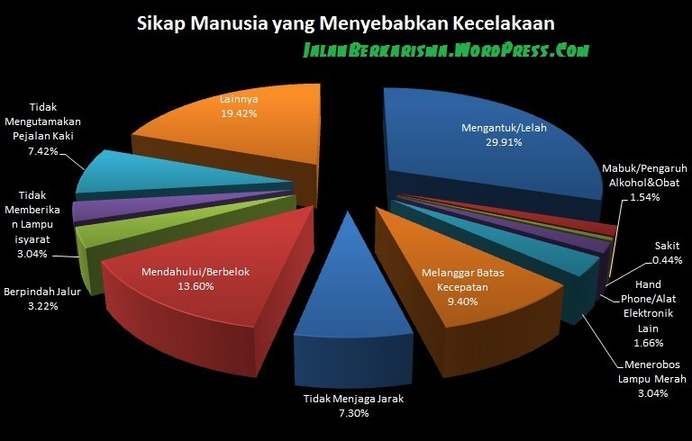 Sikap Manusia yang Menyebabkan Kecelakaan
JalanBerkarisma.WordPress.Com
Lainnya
19.42%
Mengantuk/Lelah
29.91%
Mabuk/Pengaruh
Alkohol&Obat
1.54%
Sakit
0.44%
Hand
Phone/Alat
Elektronik
Lain
1.66%
Menerobos
Lampu Merah
3.04%
Melanggar Batas
Kecepatan
9.40%
Tidak Menjaga Jarak
7.30%
Mendahului/Berbelok
13.60%
Berpindah Jalur
3.22%
Tidak
Memberika
n Lampu
isyarat
3.04%
Tidak
Mengutamakan
Pejalan Kaki
7.42%